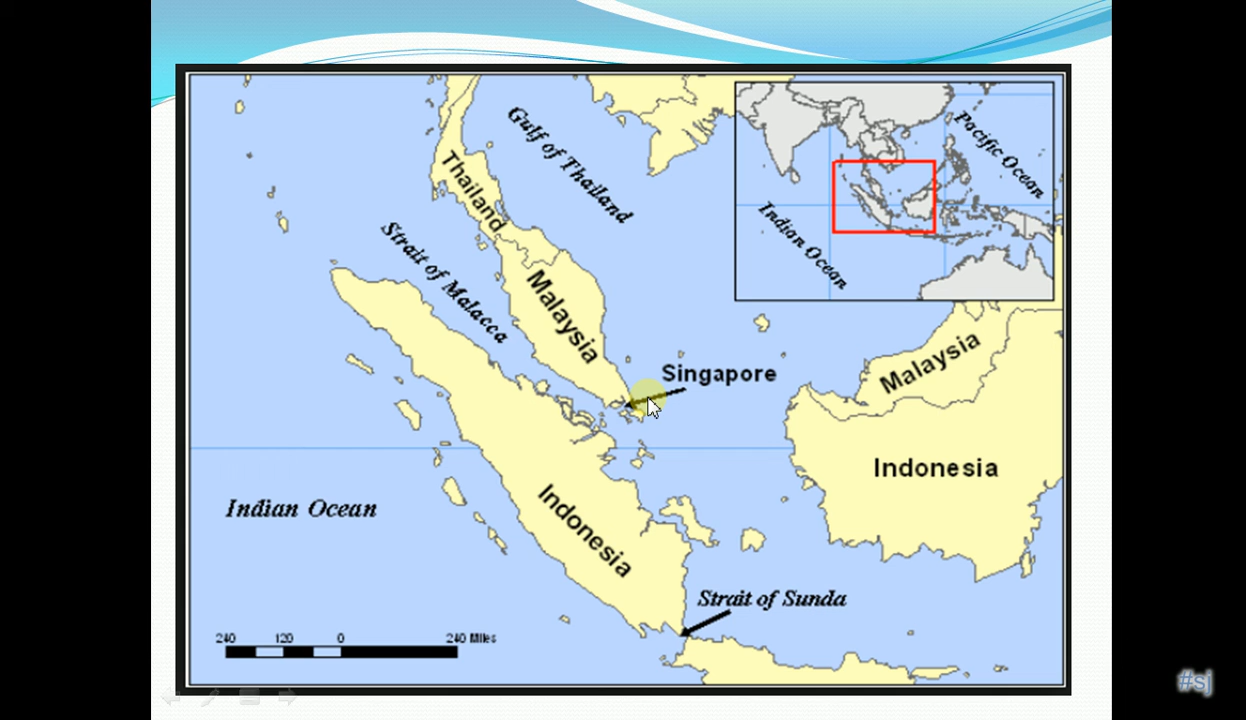 Gulf of Thailand
Pacific Ocean
Thailand
Indian Ocean
Strait of Malacca
Malaysia
Malaysia
Singapore
Indonesia
Indian Ocean
Indonesia
Strait of Sunda
240 120 0 240 Miles
#sj